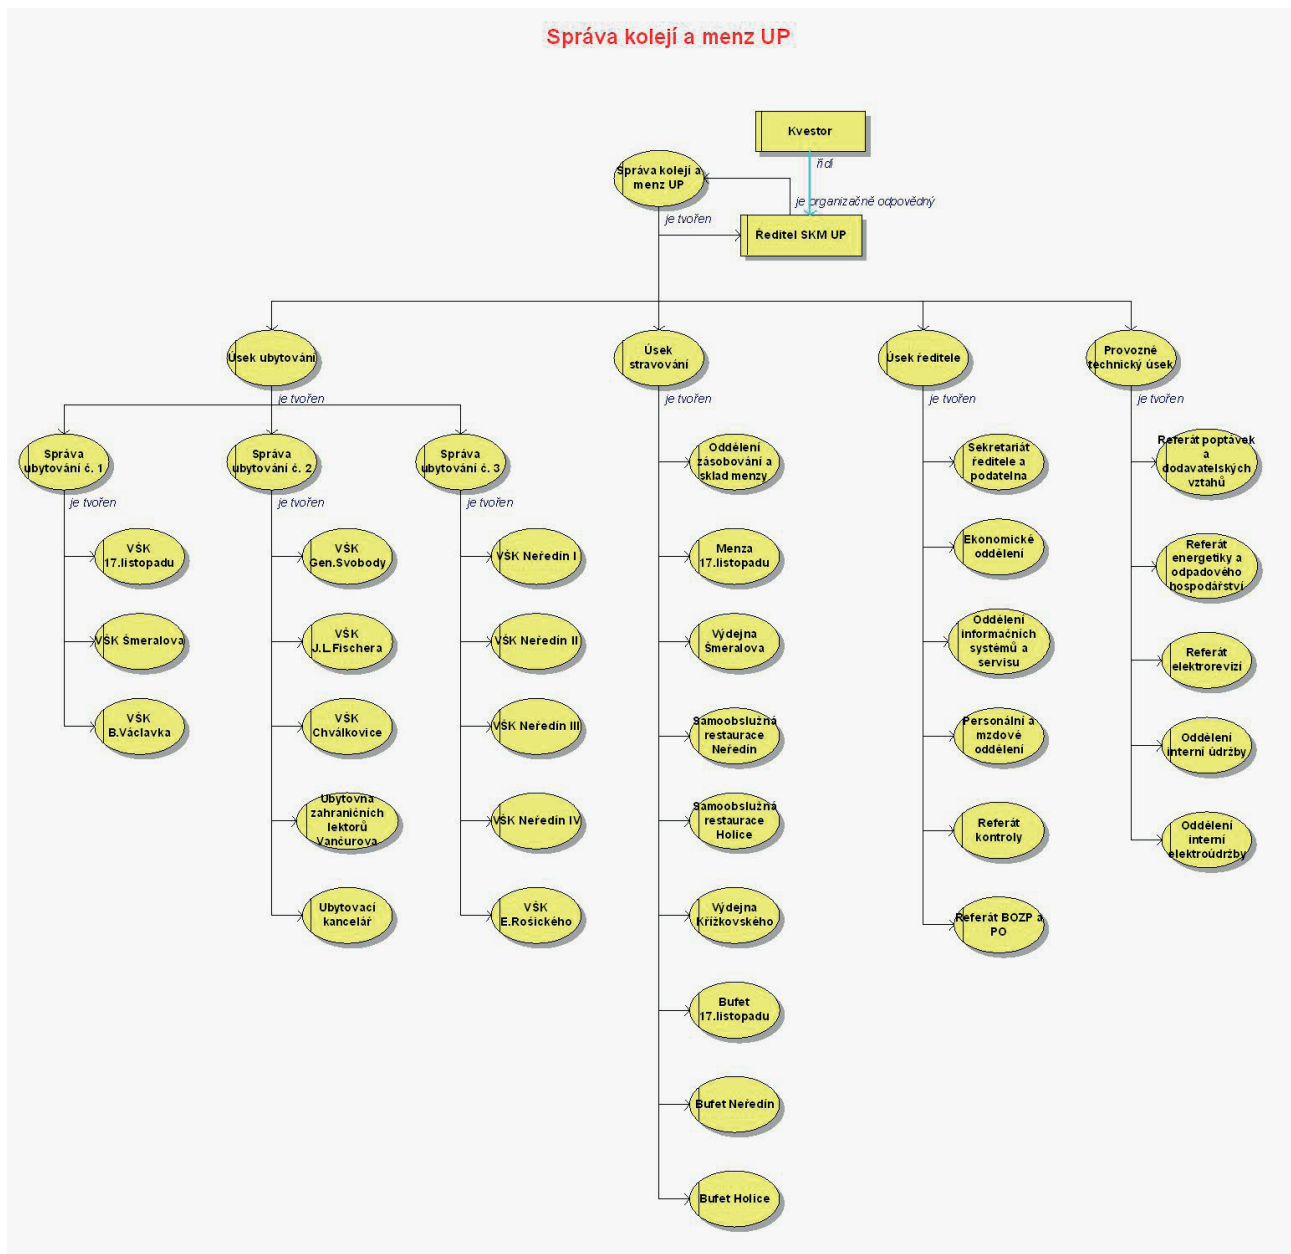 Správa kolejí a menz UP
Kvestor
řídí
Správa kolejí a
menz UP
je organizačně odpovědný
je tvořen
Ředitel SKM UP
Úsek ubytování
Úsek
stravování
Úsek ředitele
Provozně
technický úsek
je tvořen
je tvořen
je tvořen
je tvořen
Správa
ubytování č. 1
Správa
ubytování č. 2
Správa
ubytování č. 3
je tvořen
je tvořen
je tvořen
VŠK
17.listopadu
VŠK Šmeralova
VŠK
B.Václavka
VŠK
Gen.Svobody
VŠK
J.L.Fischera
VŠK
Chválkovice
Ubytovna
zahraničních
lektorů
Vančurova
Ubytovací
kancelář
VŠK Neředín I
VŠK Neředín II
VŠK Neředín III
VŠK Neředín IV
VŠK
E.Rošického
Oddělení
zásobování a
sklad menzy
Menza
17.listopadu
Výdejna
Šmeralova
Samoobslužná
restaurace
Neředín
Samoobslužná
restaurace
Holice
Výdejna
Křížkovského
Bufet
17.listopadu
Bufet Neředín
Bufet Holice
Sekretariát
ředitele a
podatelna
Ekonomické
oddělení
Oddělení
informačních
systémů a
servisu
Personální a
mzdové
oddělení
Referát
kontroly
Referát BOZP a
PO
Referát poptávek
a
dodavatelských
vztahů
Referát
energetiky a
odpadového
hospodářství
Referát
elektrorevizí
Oddělení
interní údržby
Oddělení
interní
elektroúdržby